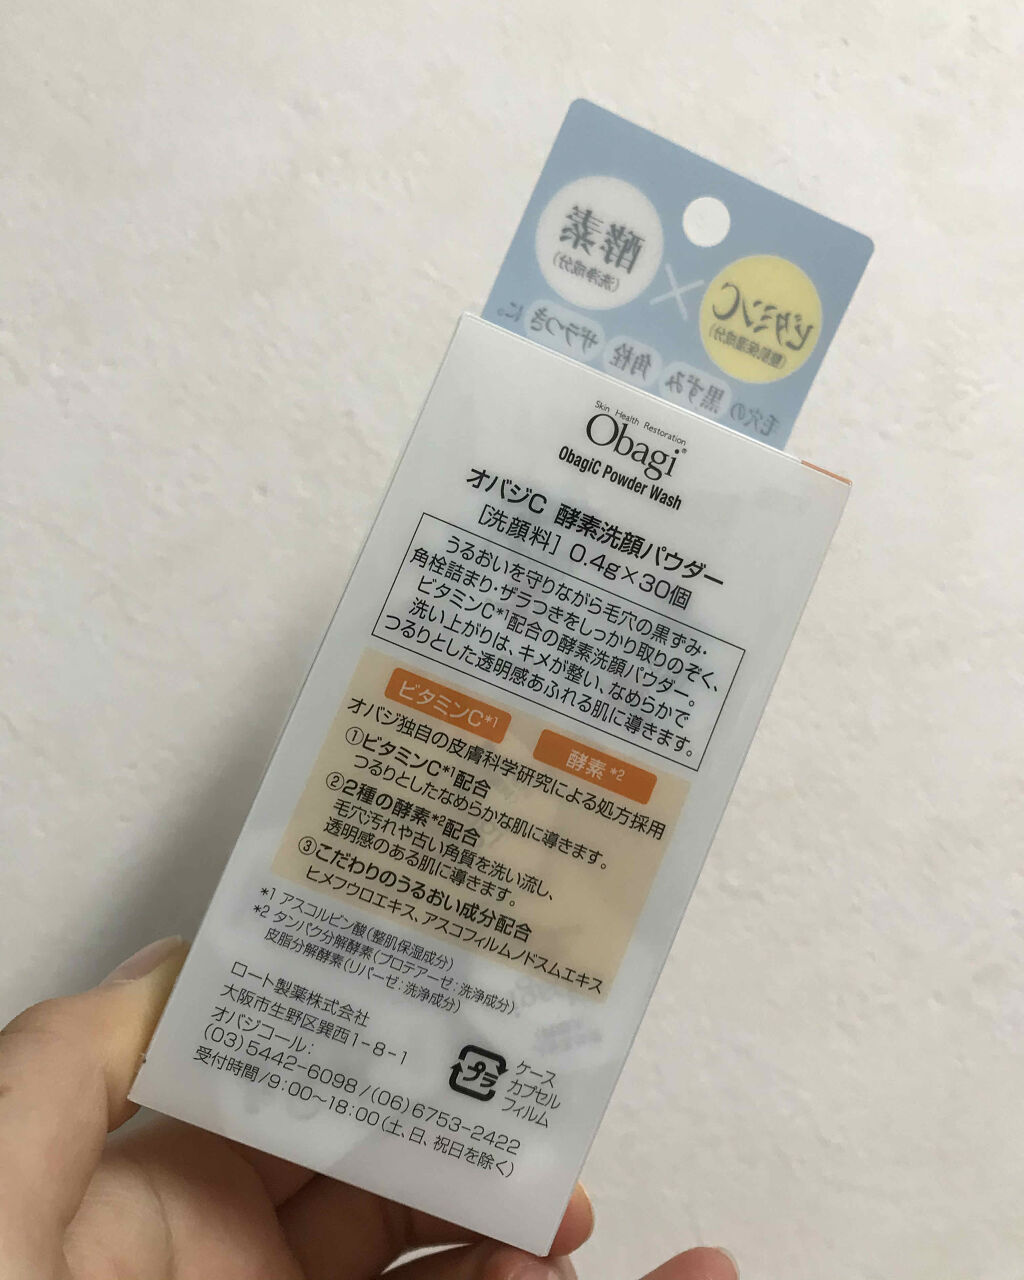 酵素
(洗浄成分)
×
ビタミンC
(整肌保湿成分)
毛穴の黒ずみ 角栓 ザラつきに。
Skin Health Restoration
Obagi®
ObagiC Powder Wash
オバジC 酵素洗顔パウダー
[洗顔料] 0.4g×30個
うるおいを守りながら毛穴の黒ずみ・
角栓詰まり・ザラつきをしっかり取りのぞく、
ビタミンC*1配合の酵素洗顔パウダー。
洗い上がりは、キメが整い、なめらかで
つるりとした透明感あふれる肌に導きます。
ビタミンC*1
酵素*2
オバジ独自の皮膚科学研究による処方採用
①ビタミンC*1配合
つるりとしたなめらかな肌に導きます。
②2種の酵素*2配合
毛穴汚れや古い角質を洗い流し、
透明感のある肌に導きます。
③こだわりのうるおい成分配合
ヒメフウロエキス、アスコフィルムノドスムエキス
*1 アスコルビン酸(整肌保湿成分)
*2 タンパク分解酵素(プロテアーゼ:洗浄成分)
皮脂分解酵素(リパーゼ:洗浄成分)
ロート製薬株式会社
大阪市生野区巽西1-8-1
オバジコール:
(03)5442-6098/(06)6753-2422
受付時間/9:00〜18:00(土、日、祝日を除く)
プラ
ケース
カプセル
フィルム